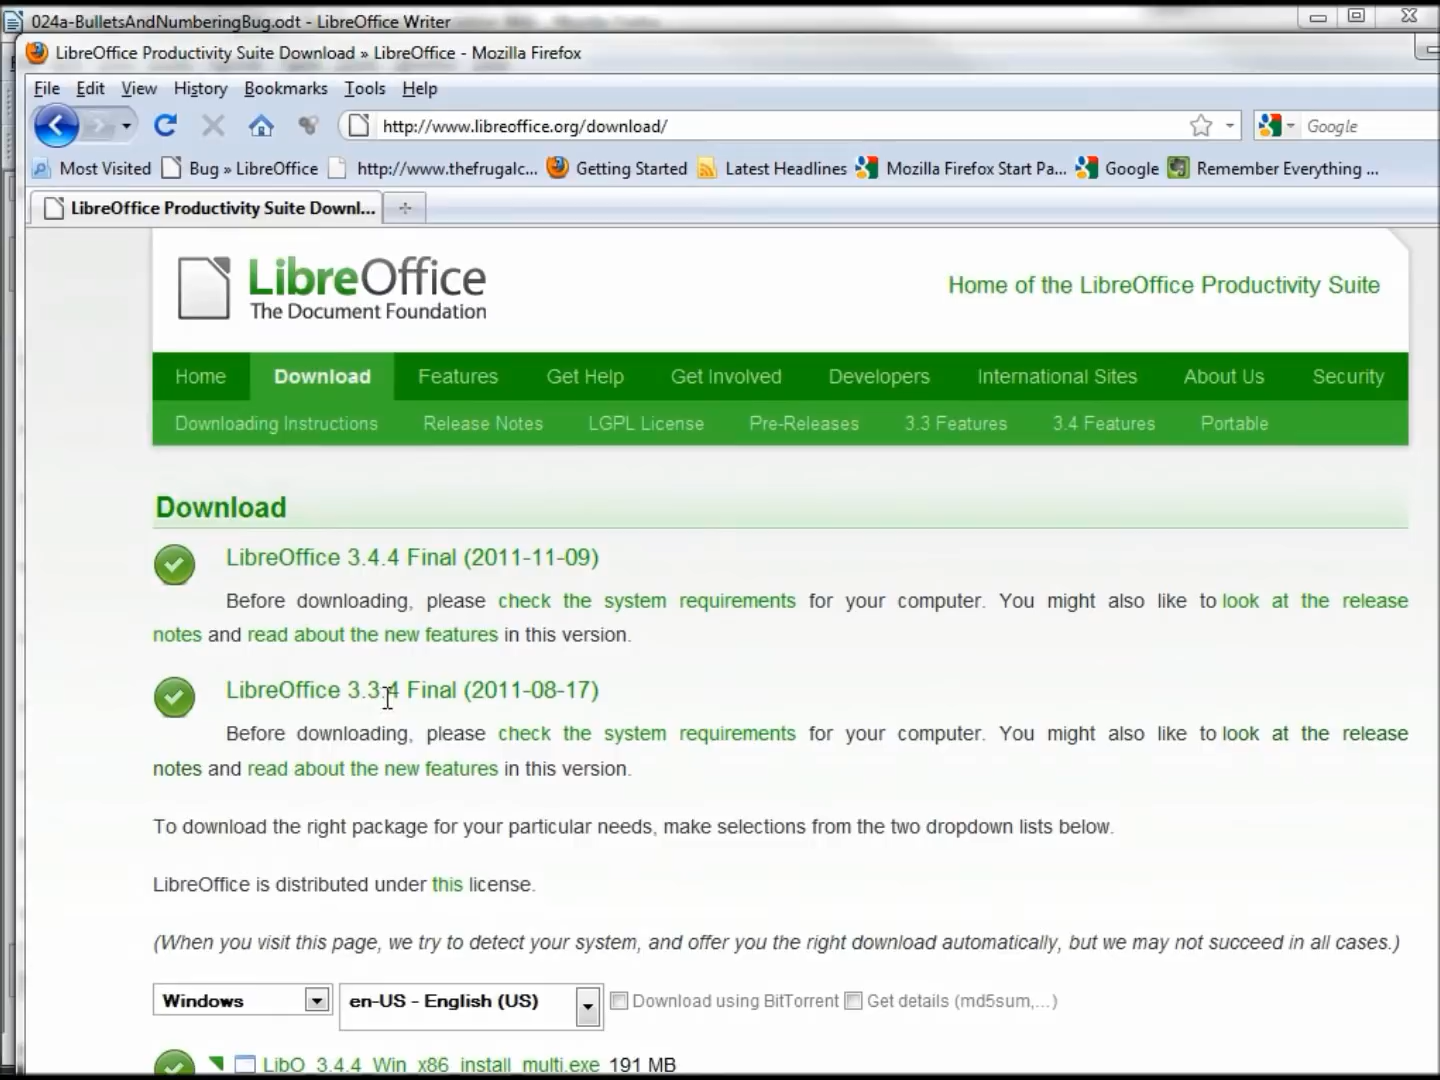 024a-BulletsAndNumberingBug.odt - LibreOffice Writer
LibreOffice Productivity Suite Download » LibreOffice - Mozilla Firefox
File Edit View History Bookmarks Tools Help
http://www.libreoffice.org/download/ Google
Most Visited Bug » LibreOffice http://www.thefrugalc... Getting Started Latest Headlines Mozilla Firefox Start Pa... Google Remember Everything ...
LibreOffice Productivity Suite Downl...
LibreOffice
The Document Foundation
Home of the LibreOffice Productivity Suite
Home Download Features Get Help Get Involved Developers International Sites About Us Security
Downloading Instructions Release Notes LGPL License Pre-Releases 3.3 Features 3.4 Features Portable
Download
LibreOffice 3.4.4 Final (2011-11-09)
Before downloading, please check the system requirements for your computer. You might also like to look at the release
notes and read about the new features in this version.
LibreOffice 3.3.4 Final (2011-08-17)
Before downloading, please check the system requirements for your computer. You might also like to look at the release
notes and read about the new features in this version.
To download the right package for your particular needs, make selections from the two dropdown lists below.
LibreOffice is distributed under this license.
(When you visit this page, we try to detect your system, and offer you the right download automatically, but we may not succeed in all cases.)
Windows en-US - English (US) Download using BitTorrent Get details (md5sum,...)
LibO_3.4.4_Win_x86_install_multi.exe 191 MB